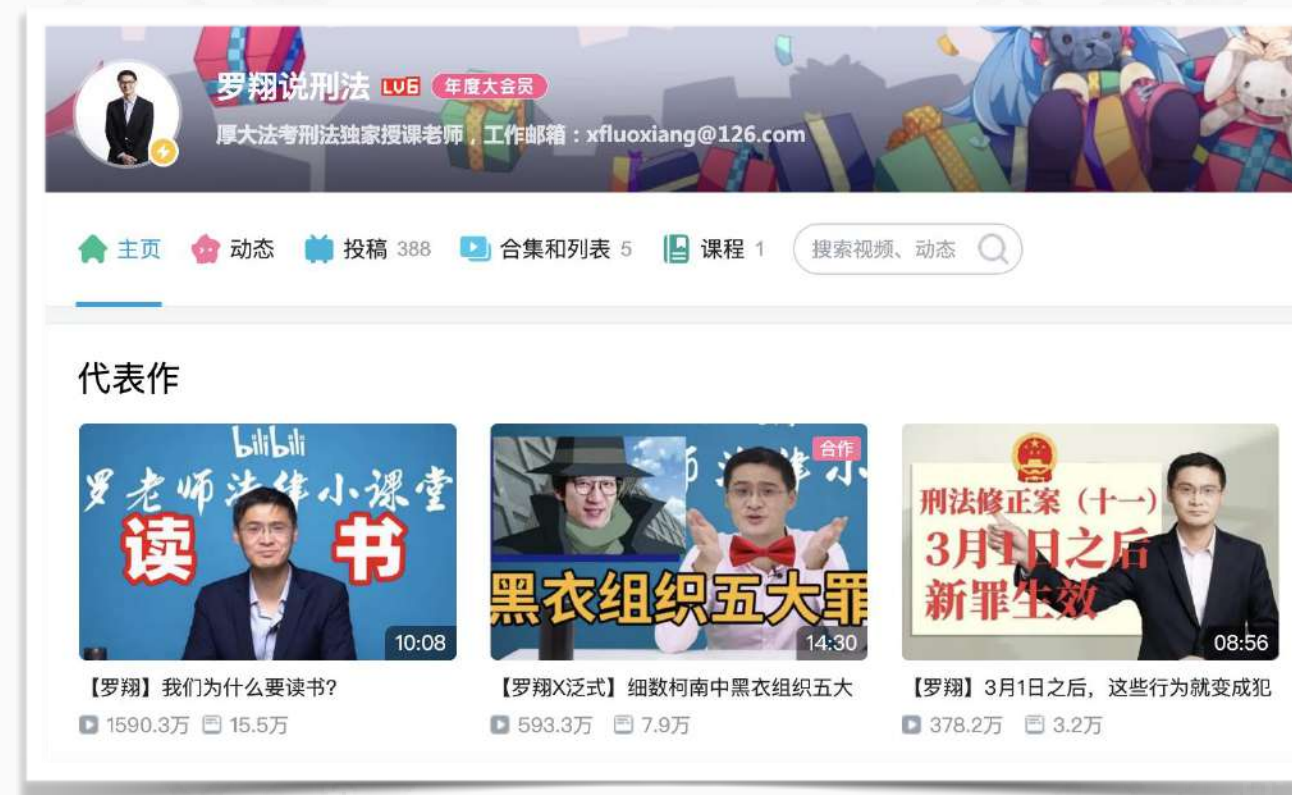 罗翔说刑法 LV6 年度大会员
厚大法考刑法独家授课老师，工作邮箱：xfluoxiang@126.com
主页 动态 投稿 388 合集和列表 5 课程 1 搜索视频、动态
代表作
bilibili
罗老师法律小课堂
读书
10:08
【罗翔】我们为什么要读书?
1590.3万 15.5万
合作
黑衣组织五大罪
14:30
【罗翔X泛式】细数柯南中黑衣组织五大
593.3万 7.9万
刑法修正案（十一）
3月1日之后
新罪生效
08:56
【罗翔】3月1日之后，这些行为就变成犯
378.2万 3.2万